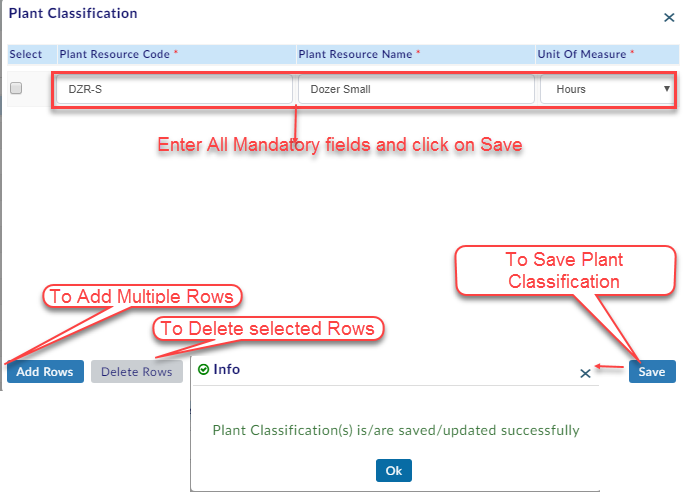 Plant Classification
Select Plant Resource Code * Plant Resource Name * Unit Of Measure *
DZR-S Dozer Small Hours
Enter All Mandatory fields and click on Save
To Save Plant
Classification
To Add Multiple Rows
To Delete selected Rows
Add Rows Delete Rows Save
Info
Plant Classification(s) is/are saved/updated successfully
Ok